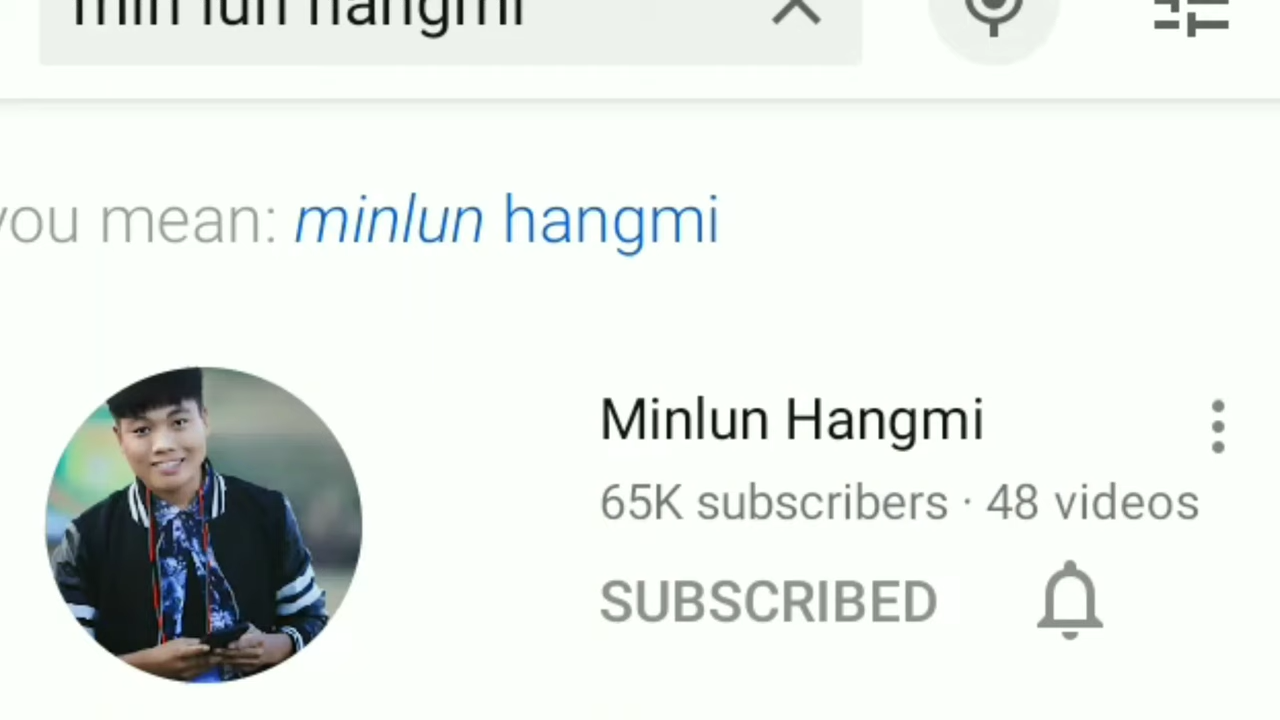 min lun hangmi
you mean: minlun hangmi
Minlun Hangmi
65K subscribers · 48 videos
SUBSCRIBED